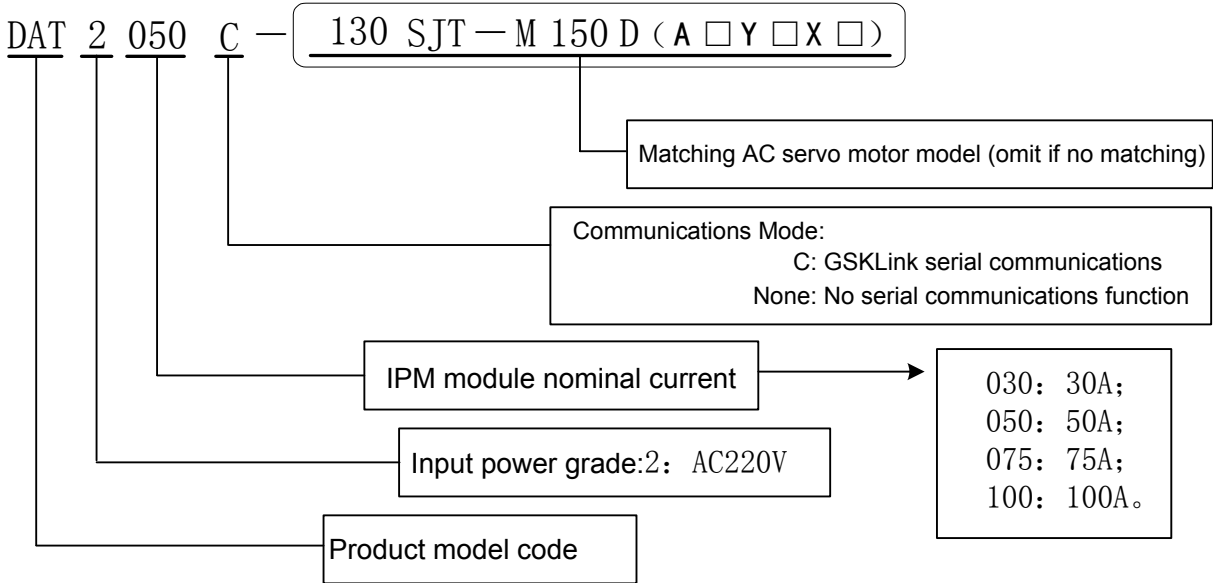 DAT 2 050 C － 130 SJT－M 150 D（A □ Y □ X □）
Matching AC servo motor model (omit if no matching)
Communications Mode:
C: GSKLink serial communications
None: No serial communications function
IPM module nominal current
030：30A；
050：50A；
075：75A；
100：100A。
Input power grade:2：AC220V
Product model code